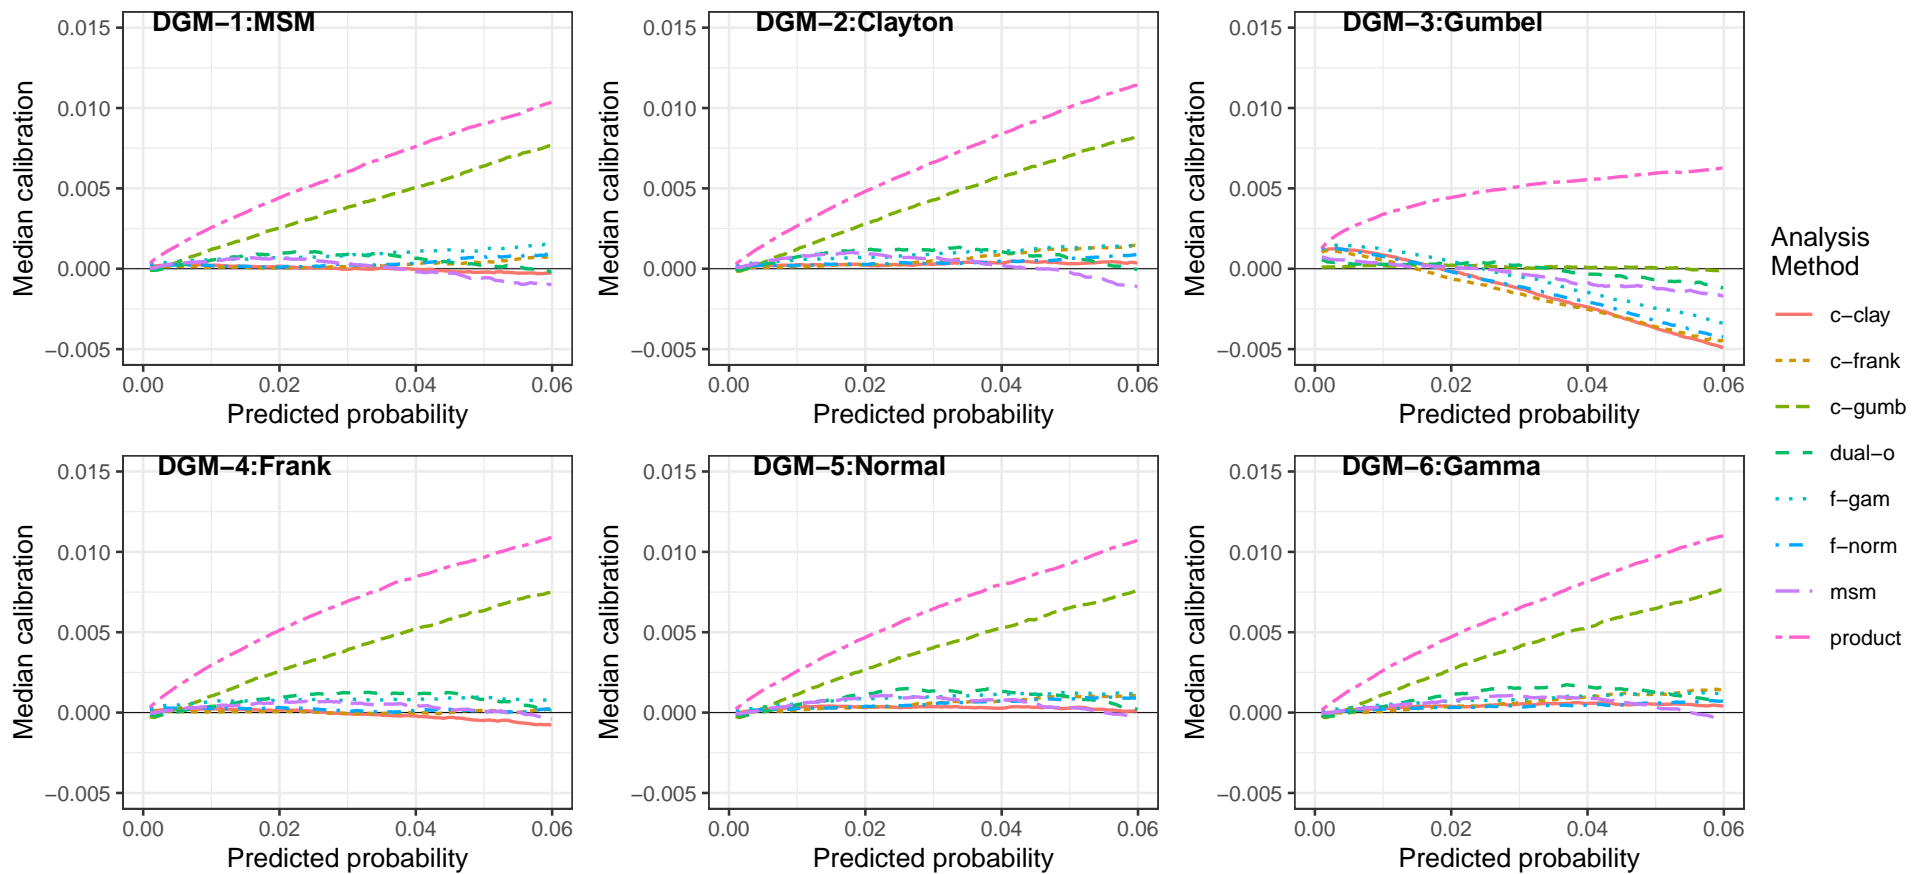 DGM−1:MSM
0.015
0.010
0.005
0.000
−0.005
Median calibration
0.00 0.02 0.04 0.06
Predicted probability
DGM−2:Clayton
0.015
0.010
0.005
0.000
−0.005
Median calibration
0.00 0.02 0.04 0.06
Predicted probability
DGM−3:Gumbel
0.015
0.010
0.005
0.000
−0.005
Median calibration
0.00 0.02 0.04 0.06
Predicted probability
DGM−4:Frank
0.015
0.010
0.005
0.000
−0.005
Median calibration
0.00 0.02 0.04 0.06
Predicted probability
DGM−5:Normal
0.015
0.010
0.005
0.000
−0.005
Median calibration
0.00 0.02 0.04 0.06
Predicted probability
DGM−6:Gamma
0.015
0.010
0.005
0.000
−0.005
Median calibration
0.00 0.02 0.04 0.06
Predicted probability
Analysis
Method
c−clay
c−frank
c−gumb
dual−o
f−gam
f−norm
msm
product